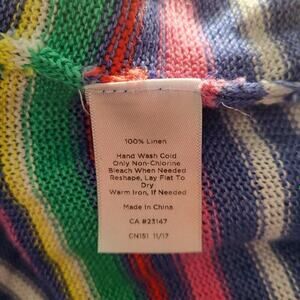 100% Linen
Hand Wash Cold
Only Non-Chlorine
Bleach When Needed
Reshape, Lay Flat To
Dry
Warm Iron, If Needed
Made In China
CA #23147
CN151 11/17